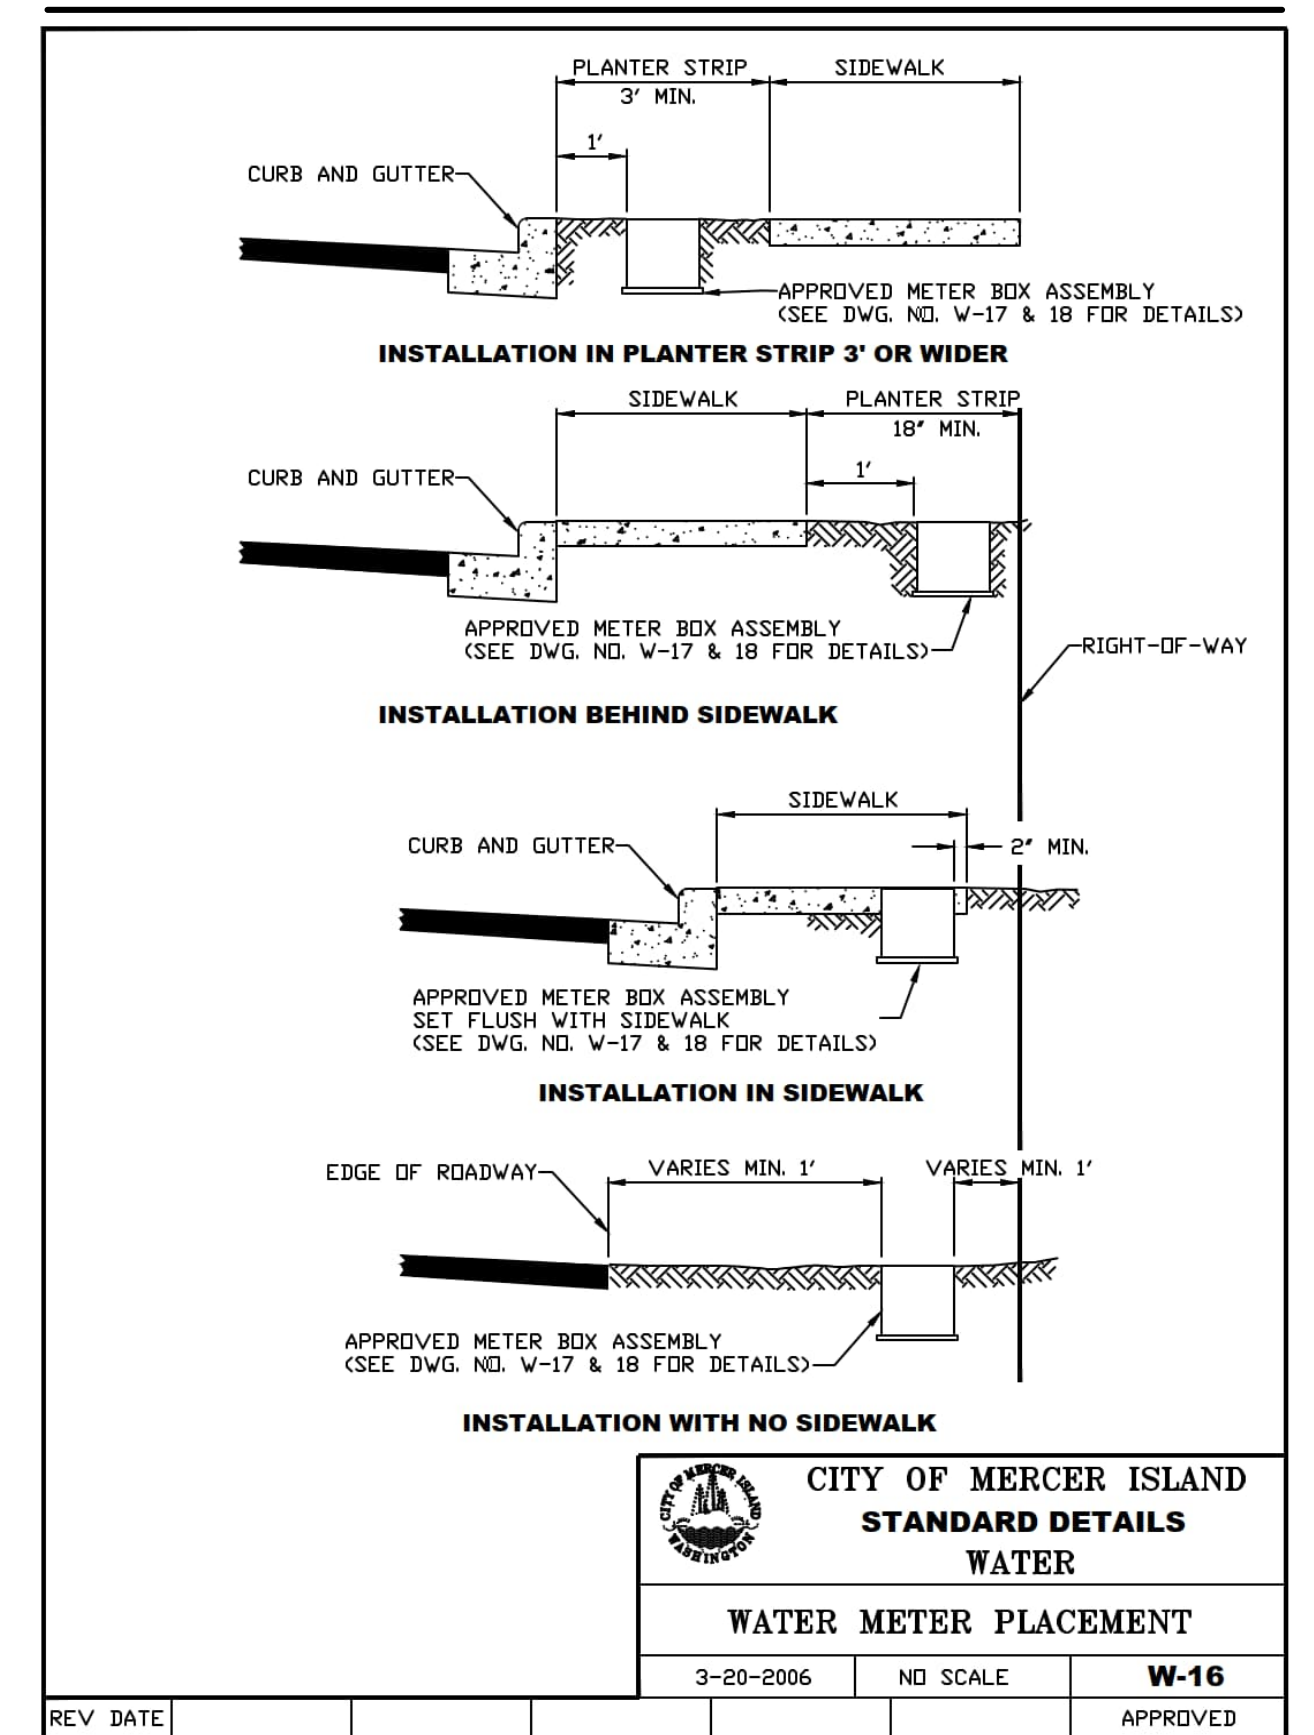 PLANTER STRIP
SIDEWALK
3' MIN.
1'
CURB AND GUTTER
APPROVED METER BOX ASSEMBLY
(SEE DWG. NO. W-17 & 18 FOR DETAILS)
INSTALLATION IN PLANTER STRIP 3' OR WIDER
SIDEWALK
PLANTER STRIP
18" MIN.
1'
CURB AND GUTTER
APPROVED METER BOX ASSEMBLY
(SEE DWG. NO. W-17 & 18 FOR DETAILS)
RIGHT-OF-WAY
INSTALLATION BEHIND SIDEWALK
SIDEWALK
CURB AND GUTTER
2" MIN.
APPROVED METER BOX ASSEMBLY
SET FLUSH WITH SIDEWALK
(SEE DWG. NO. W-17 & 18 FOR DETAILS)
INSTALLATION IN SIDEWALK
EDGE OF ROADWAY
VARIES MIN. 1'
VARIES MIN. 1'
APPROVED METER BOX ASSEMBLY
(SEE DWG. NO. W-17 & 18 FOR DETAILS)
INSTALLATION WITH NO SIDEWALK
CITY OF MERCER ISLAND
WASHINGTON
CITY OF MERCER ISLAND
STANDARD DETAILS
WATER
WATER METER PLACEMENT
3-20-2006
NO SCALE
W-16
REV DATE
APPROVED